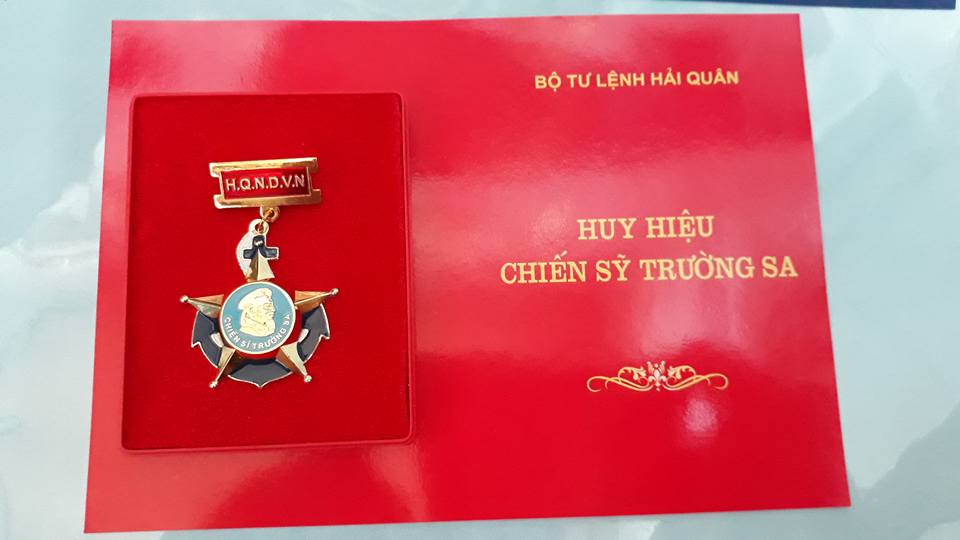 H.Q.N.D.V.N
CHIẾN SĨ TRƯỜNG SA
BỘ TƯ LỆNH HẢI QUÂN
HUY HIỆU
CHIẾN SỸ TRƯỜNG SA